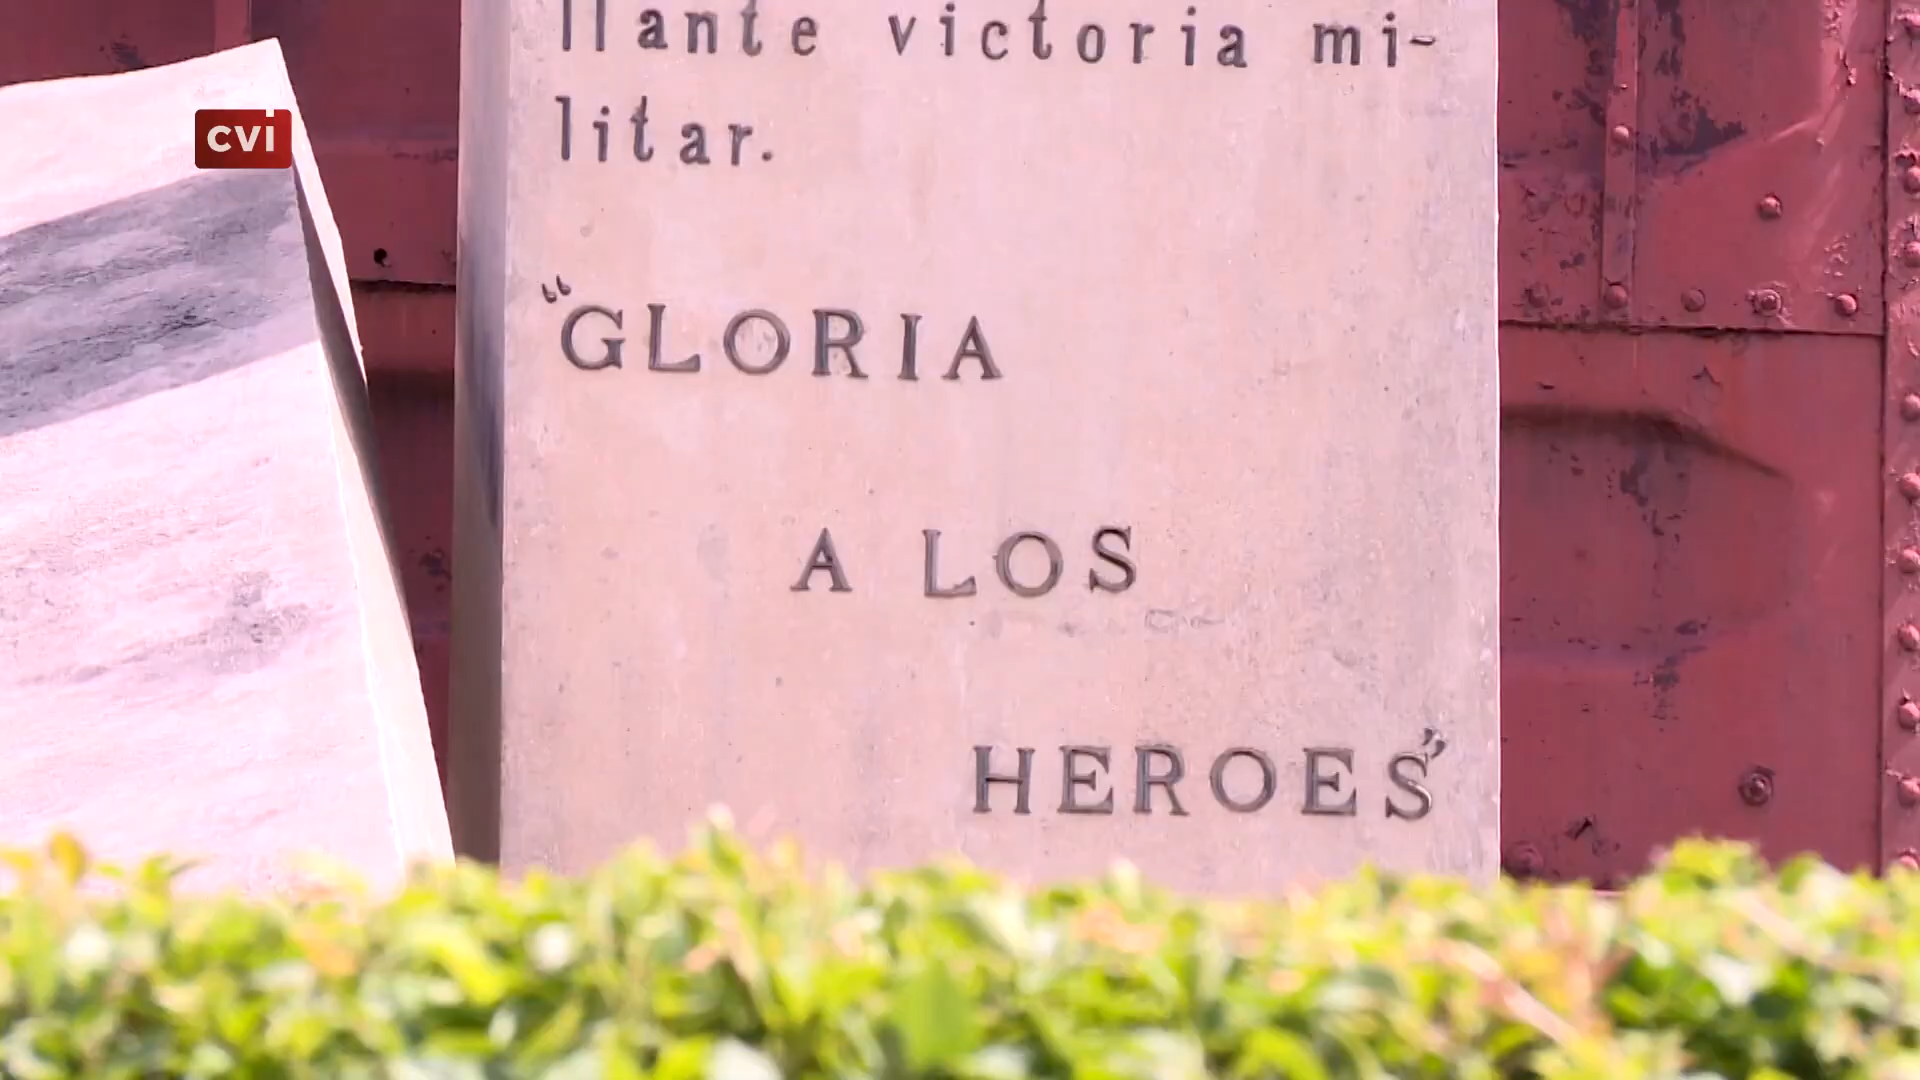 llante victoria mi-
litar.
cvi
“GLORIA
A LOS
HEROES”